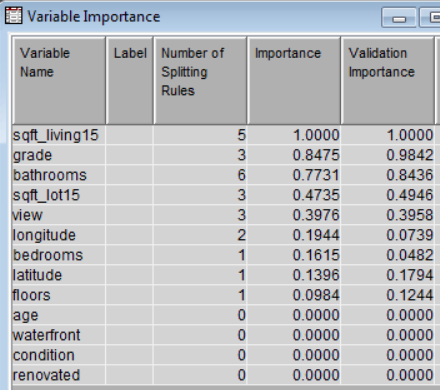 Variable Importance
Variable Name Label Number of Splitting Rules Importance Validation Importance
sqft_living15 5 1.0000 1.0000
grade 3 0.8475 0.9842
bathrooms 6 0.7731 0.8436
sqft_lot15 3 0.4735 0.4946
view 3 0.3976 0.3958
longitude 2 0.1944 0.0739
bedrooms 1 0.1615 0.0482
latitude 1 0.1396 0.1794
floors 1 0.0984 0.1244
age 0 0.0000 0.0000
waterfront 0 0.0000 0.0000
condition 0 0.0000 0.0000
renovated 0 0.0000 0.0000